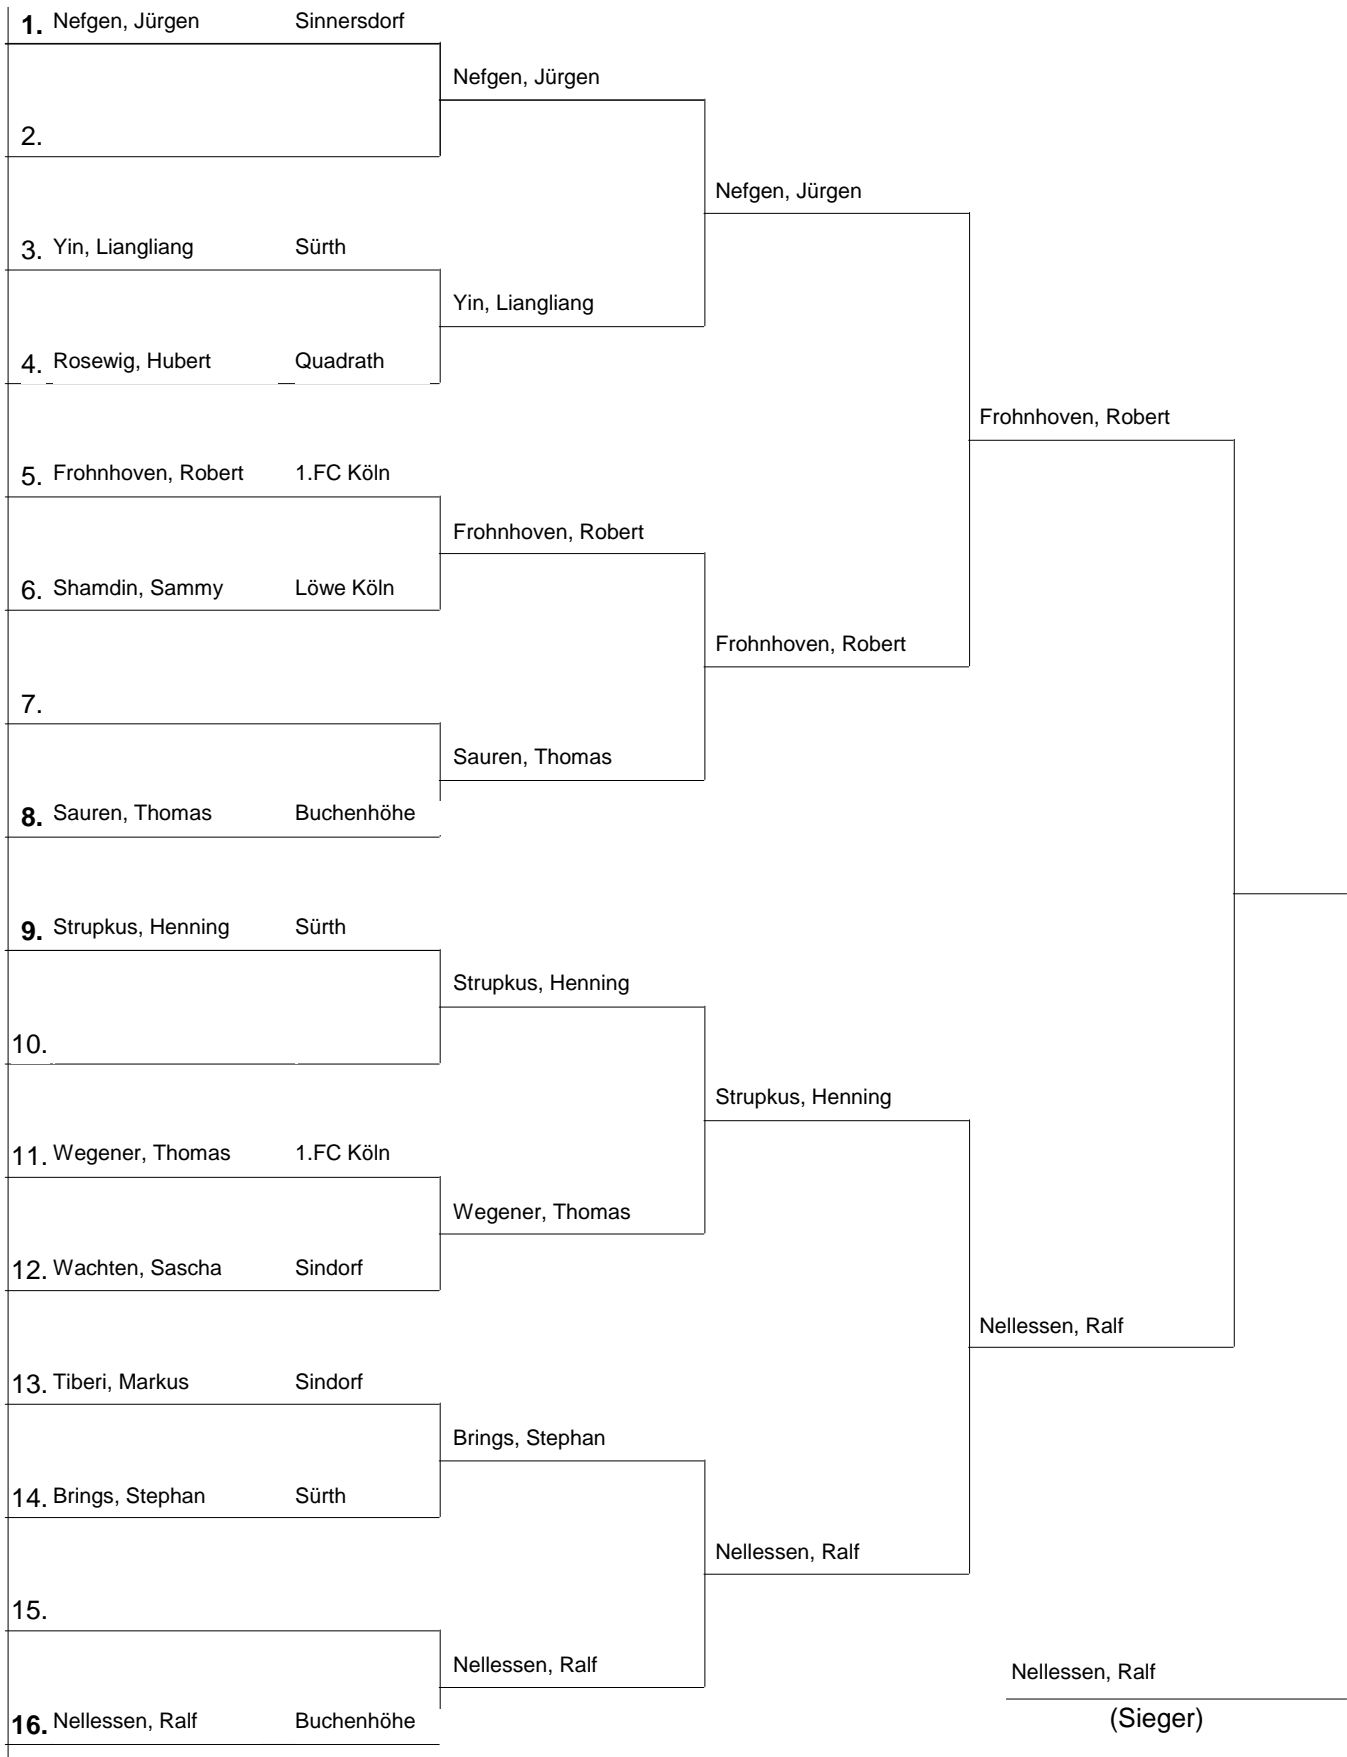 1. Nefgen, Jürgen Sinnersdorf
Nefgen, Jürgen
2.
Nefgen, Jürgen
3. Yin, Liangliang Sürth
Yin, Liangliang
4. Rosewig, Hubert Quadrath
Frohnhoven, Robert
5. Frohnhoven, Robert 1.FC Köln
Frohnhoven, Robert
6. Shamdin, Sammy Löwe Köln
Frohnhoven, Robert
7.
Sauren, Thomas
8. Sauren, Thomas Buchenhöhe
9. Strupkus, Henning Sürth
Strupkus, Henning
10.
Strupkus, Henning
11. Wegener, Thomas 1.FC Köln
Wegener, Thomas
12. Wachten, Sascha Sindorf
Nellessen, Ralf
13. Tiberi, Markus Sindorf
Brings, Stephan
14. Brings, Stephan Sürth
Nellessen, Ralf
15.
Nellessen, Ralf
Nellessen, Ralf
16. Nellessen, Ralf Buchenhöhe
(Sieger)